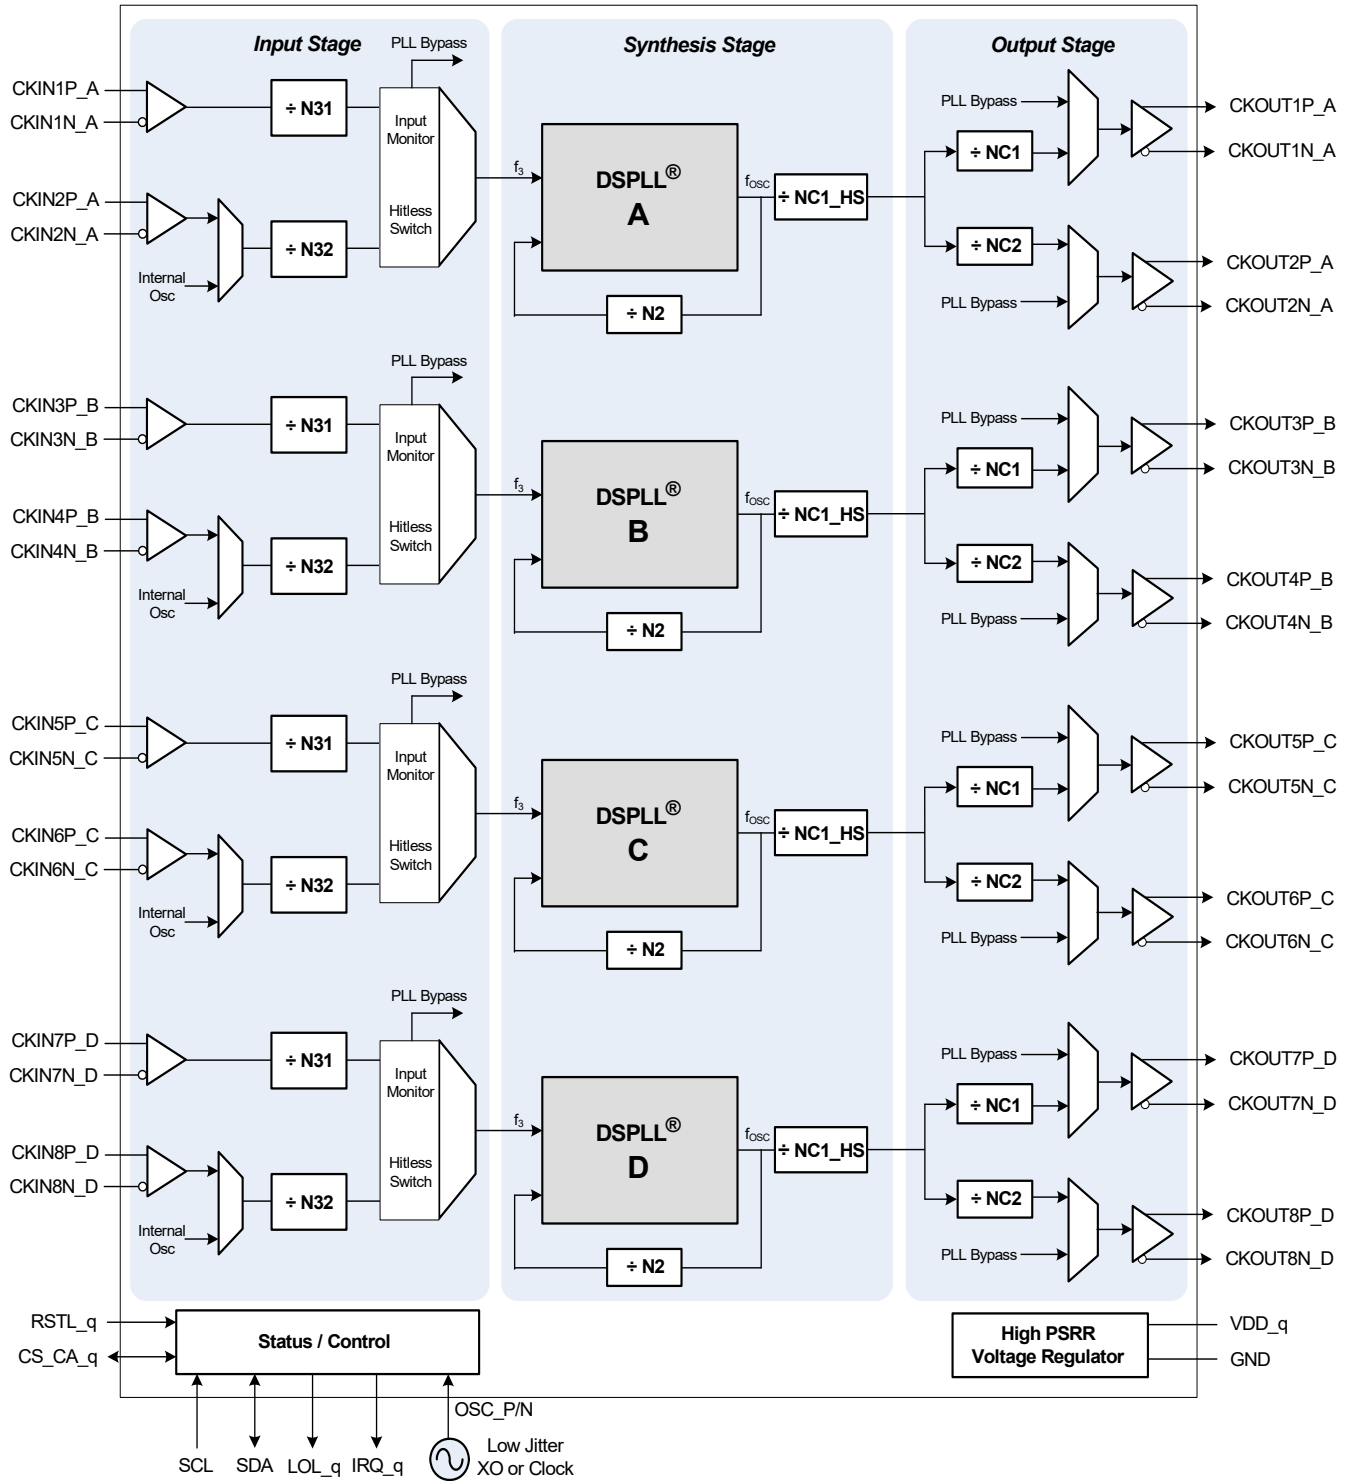 Input Stage
Synthesis Stage
Output Stage
PLL Bypass
CKIN1P_A
CKIN1N_A
÷ N31
Input
Monitor
CKIN2P_A
CKIN2N_A
Hitless
Switch
÷ N32
Internal
Osc
f3
DSPLL®
A
fOSC
÷ NC1_HS
÷ N2
PLL Bypass
÷ NC1
CKOUT1P_A
CKOUT1N_A
÷ NC2
PLL Bypass
CKOUT2P_A
CKOUT2N_A
PLL Bypass
CKIN3P_B
CKIN3N_B
÷ N31
Input
Monitor
CKIN4P_B
CKIN4N_B
Hitless
Switch
÷ N32
Internal
Osc
f3
DSPLL®
B
fOSC
÷ NC1_HS
÷ N2
PLL Bypass
÷ NC1
CKOUT3P_B
CKOUT3N_B
÷ NC2
PLL Bypass
CKOUT4P_B
CKOUT4N_B
PLL Bypass
CKIN5P_C
CKIN5N_C
÷ N31
Input
Monitor
CKIN6P_C
CKIN6N_C
Hitless
Switch
÷ N32
Internal
Osc
f3
DSPLL®
C
fOSC
÷ NC1_HS
÷ N2
PLL Bypass
÷ NC1
CKOUT5P_C
CKOUT5N_C
÷ NC2
PLL Bypass
CKOUT6P_C
CKOUT6N_C
PLL Bypass
CKIN7P_D
CKIN7N_D
÷ N31
Input
Monitor
CKIN8P_D
CKIN8N_D
Hitless
Switch
÷ N32
Internal
Osc
f3
DSPLL®
D
fOSC
÷ NC1_HS
÷ N2
PLL Bypass
÷ NC1
CKOUT7P_D
CKOUT7N_D
÷ NC2
PLL Bypass
CKOUT8P_D
CKOUT8N_D
RSTL_q
CS_CA_q
Status / Control
High PSRR
Voltage Regulator
VDD_q
GND
SCL
SDA
LOL_q
IRQ_q
OSC_P/N
Low Jitter
XO or Clock